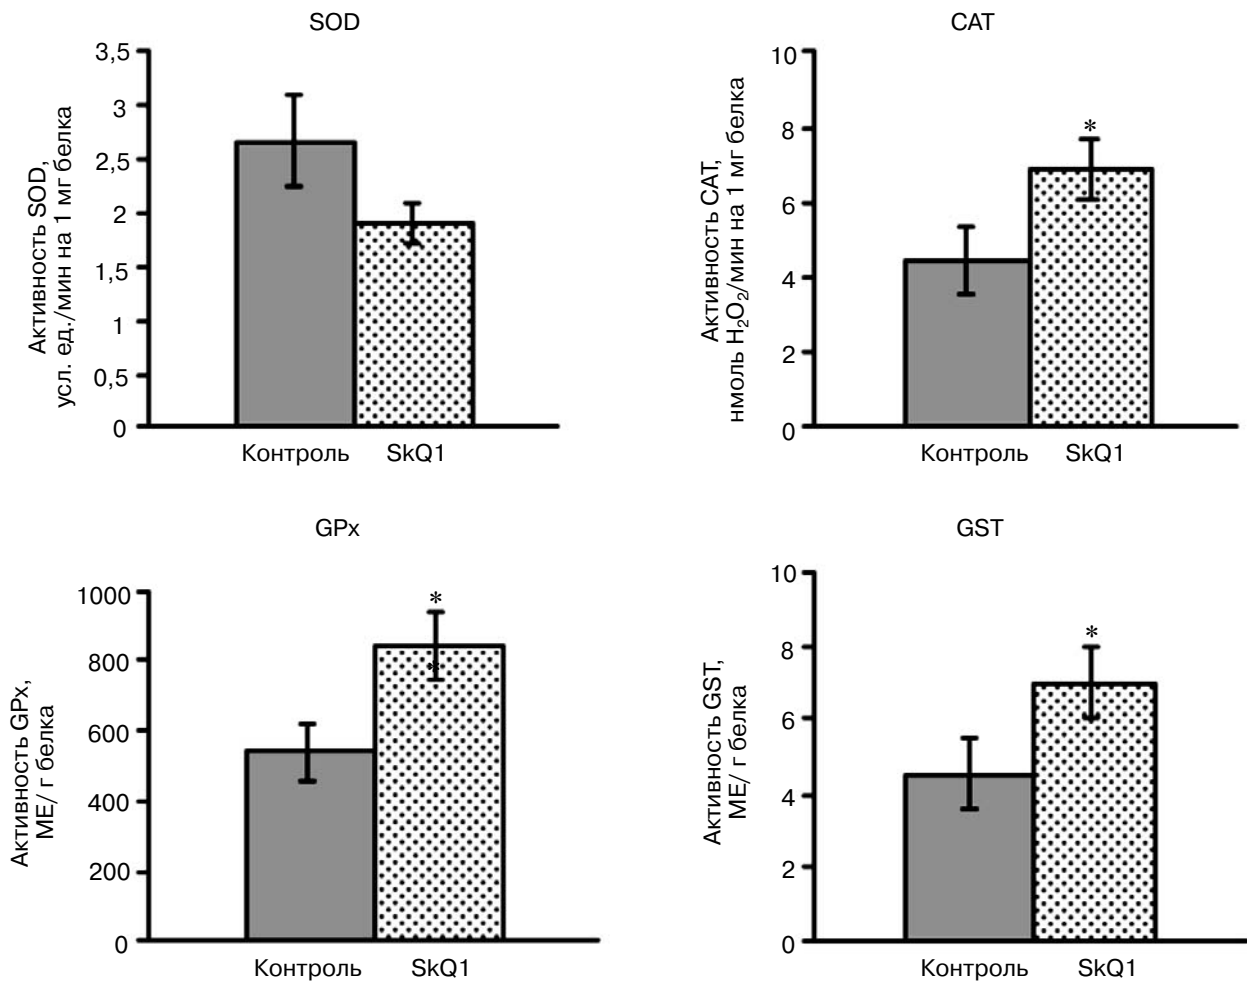 SOD
3,5
3
2,5
2
1,5
1
0,5
0
Активность SOD,
усл. ед./мин на 1 мг белка
Контроль SkQ1
CAT
10
8
6
4
2
0
Активность CAT,
нмоль H₂O₂/мин на 1 мг белка
*
Контроль SkQ1
GPx
1000
800
600
400
200
0
Активность GPx,
МЕ/ г белка
*
*
Контроль SkQ1
GST
10
8
6
4
2
0
Активность GST,
МЕ/ г белка
*
Контроль SkQ1